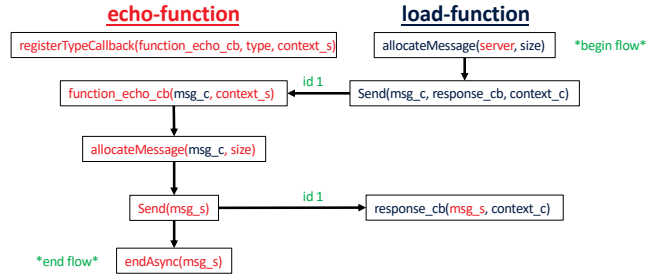 echo-function load-function
registerTypeCallback(function_echo_cb, type, context_s) allocateMessage(server, size) *begin flow*
id 1
function_echo_cb(msg_c, context_s) Send(msg_c, response_cb, context_c)
allocateMessage(msg_c, size)
id 1
Send(msg_s) response_cb(msg_s, context_c)
*end flow* endAsync(msg_s)